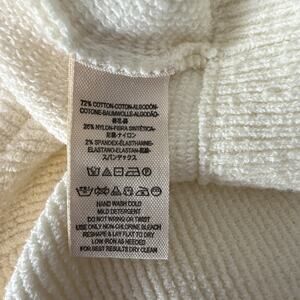 72% COTTON-COTON-ALGODÓN-
COTONE-BAUMWOLLE-ALGODÃO-
棉花-綿
26% NYLON-FIBRA SINTÉTICA-
ナイロン
2% SPANDEX-ÉLASTHANNE-
ELASTANO-ELASTAN-
スパンデックス
HAND WASH COLD
MILD DETERGENT
DO NOT WRING OR TWIST
USE ONLY NON-CHLORINE BLEACH
RESHAPE & LAY FLAT TO DRY
LOW IRON AS NEEDED
FOR BEST RESULTS DRY CLEAN